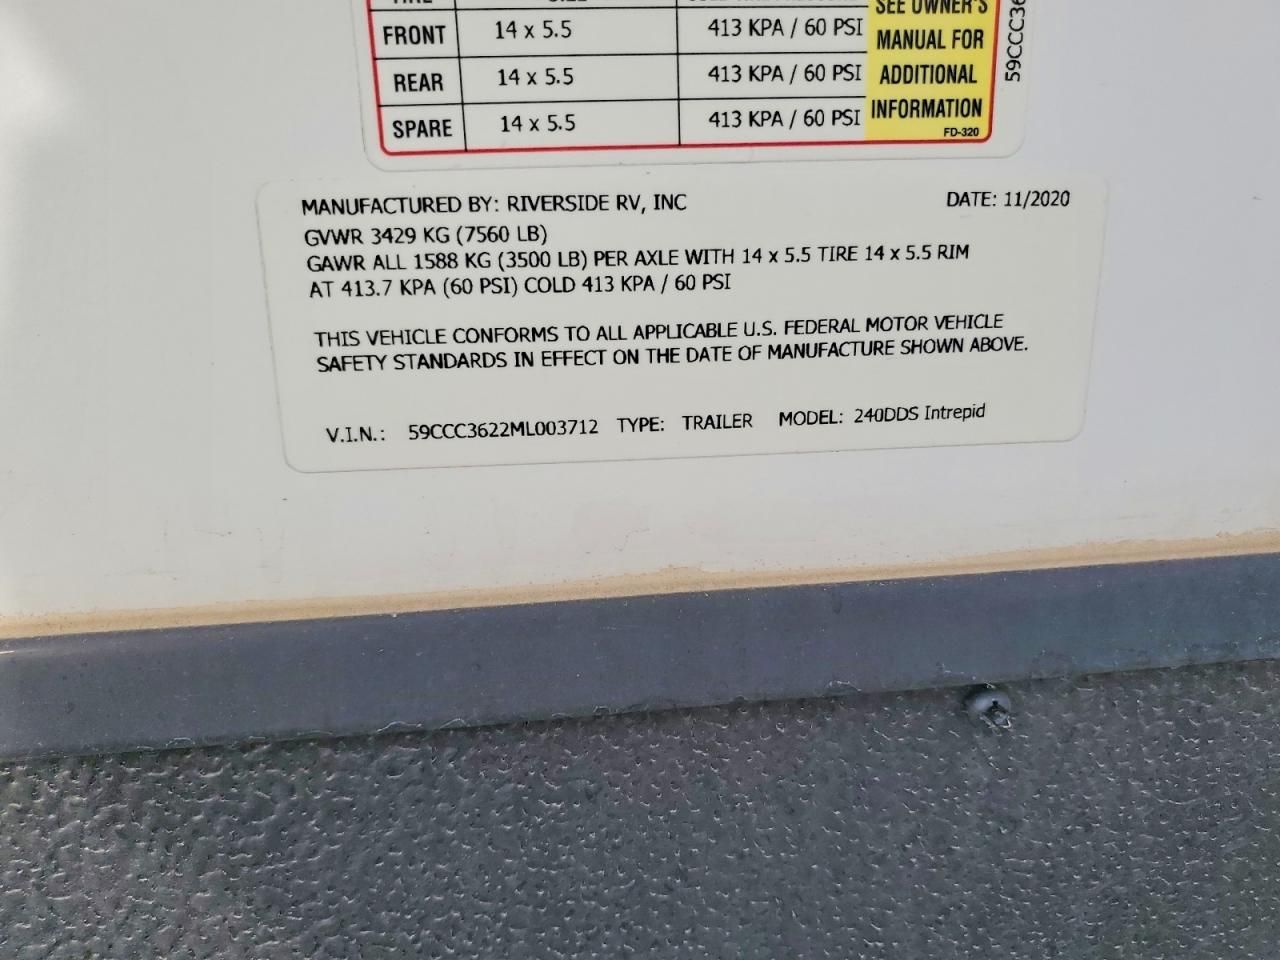 SEE OWNER'S
FRONT 14 x 5.5 413 KPA / 60 PSI MANUAL FOR
REAR 14 x 5.5 413 KPA / 60 PSI ADDITIONAL
SPARE 14 x 5.5 413 KPA / 60 PSI INFORMATION
FD-320
59CCC36
MANUFACTURED BY: RIVERSIDE RV, INC DATE: 11/2020
GVWR 3429 KG (7560 LB)
GAWR ALL 1588 KG (3500 LB) PER AXLE WITH 14 x 5.5 TIRE 14 x 5.5 RIM
AT 413.7 KPA (60 PSI) COLD 413 KPA / 60 PSI
THIS VEHICLE CONFORMS TO ALL APPLICABLE U.S. FEDERAL MOTOR VEHICLE
SAFETY STANDARDS IN EFFECT ON THE DATE OF MANUFACTURE SHOWN ABOVE.
V.I.N.: 59CCC3622ML003712 TYPE: TRAILER MODEL: 240DDS Intrepid